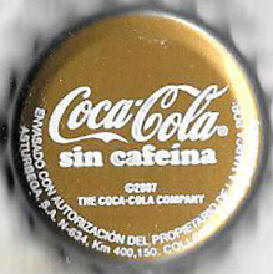 Coca-Cola®
sin cafeína
©2007
THE COCA-COLA COMPANY
ENVASADO CON AUTORIZACIÓN DEL PROPIETARIO DE LA MARCA POR:
ASTURBEGA, S.A. N-634, Km 400,150.